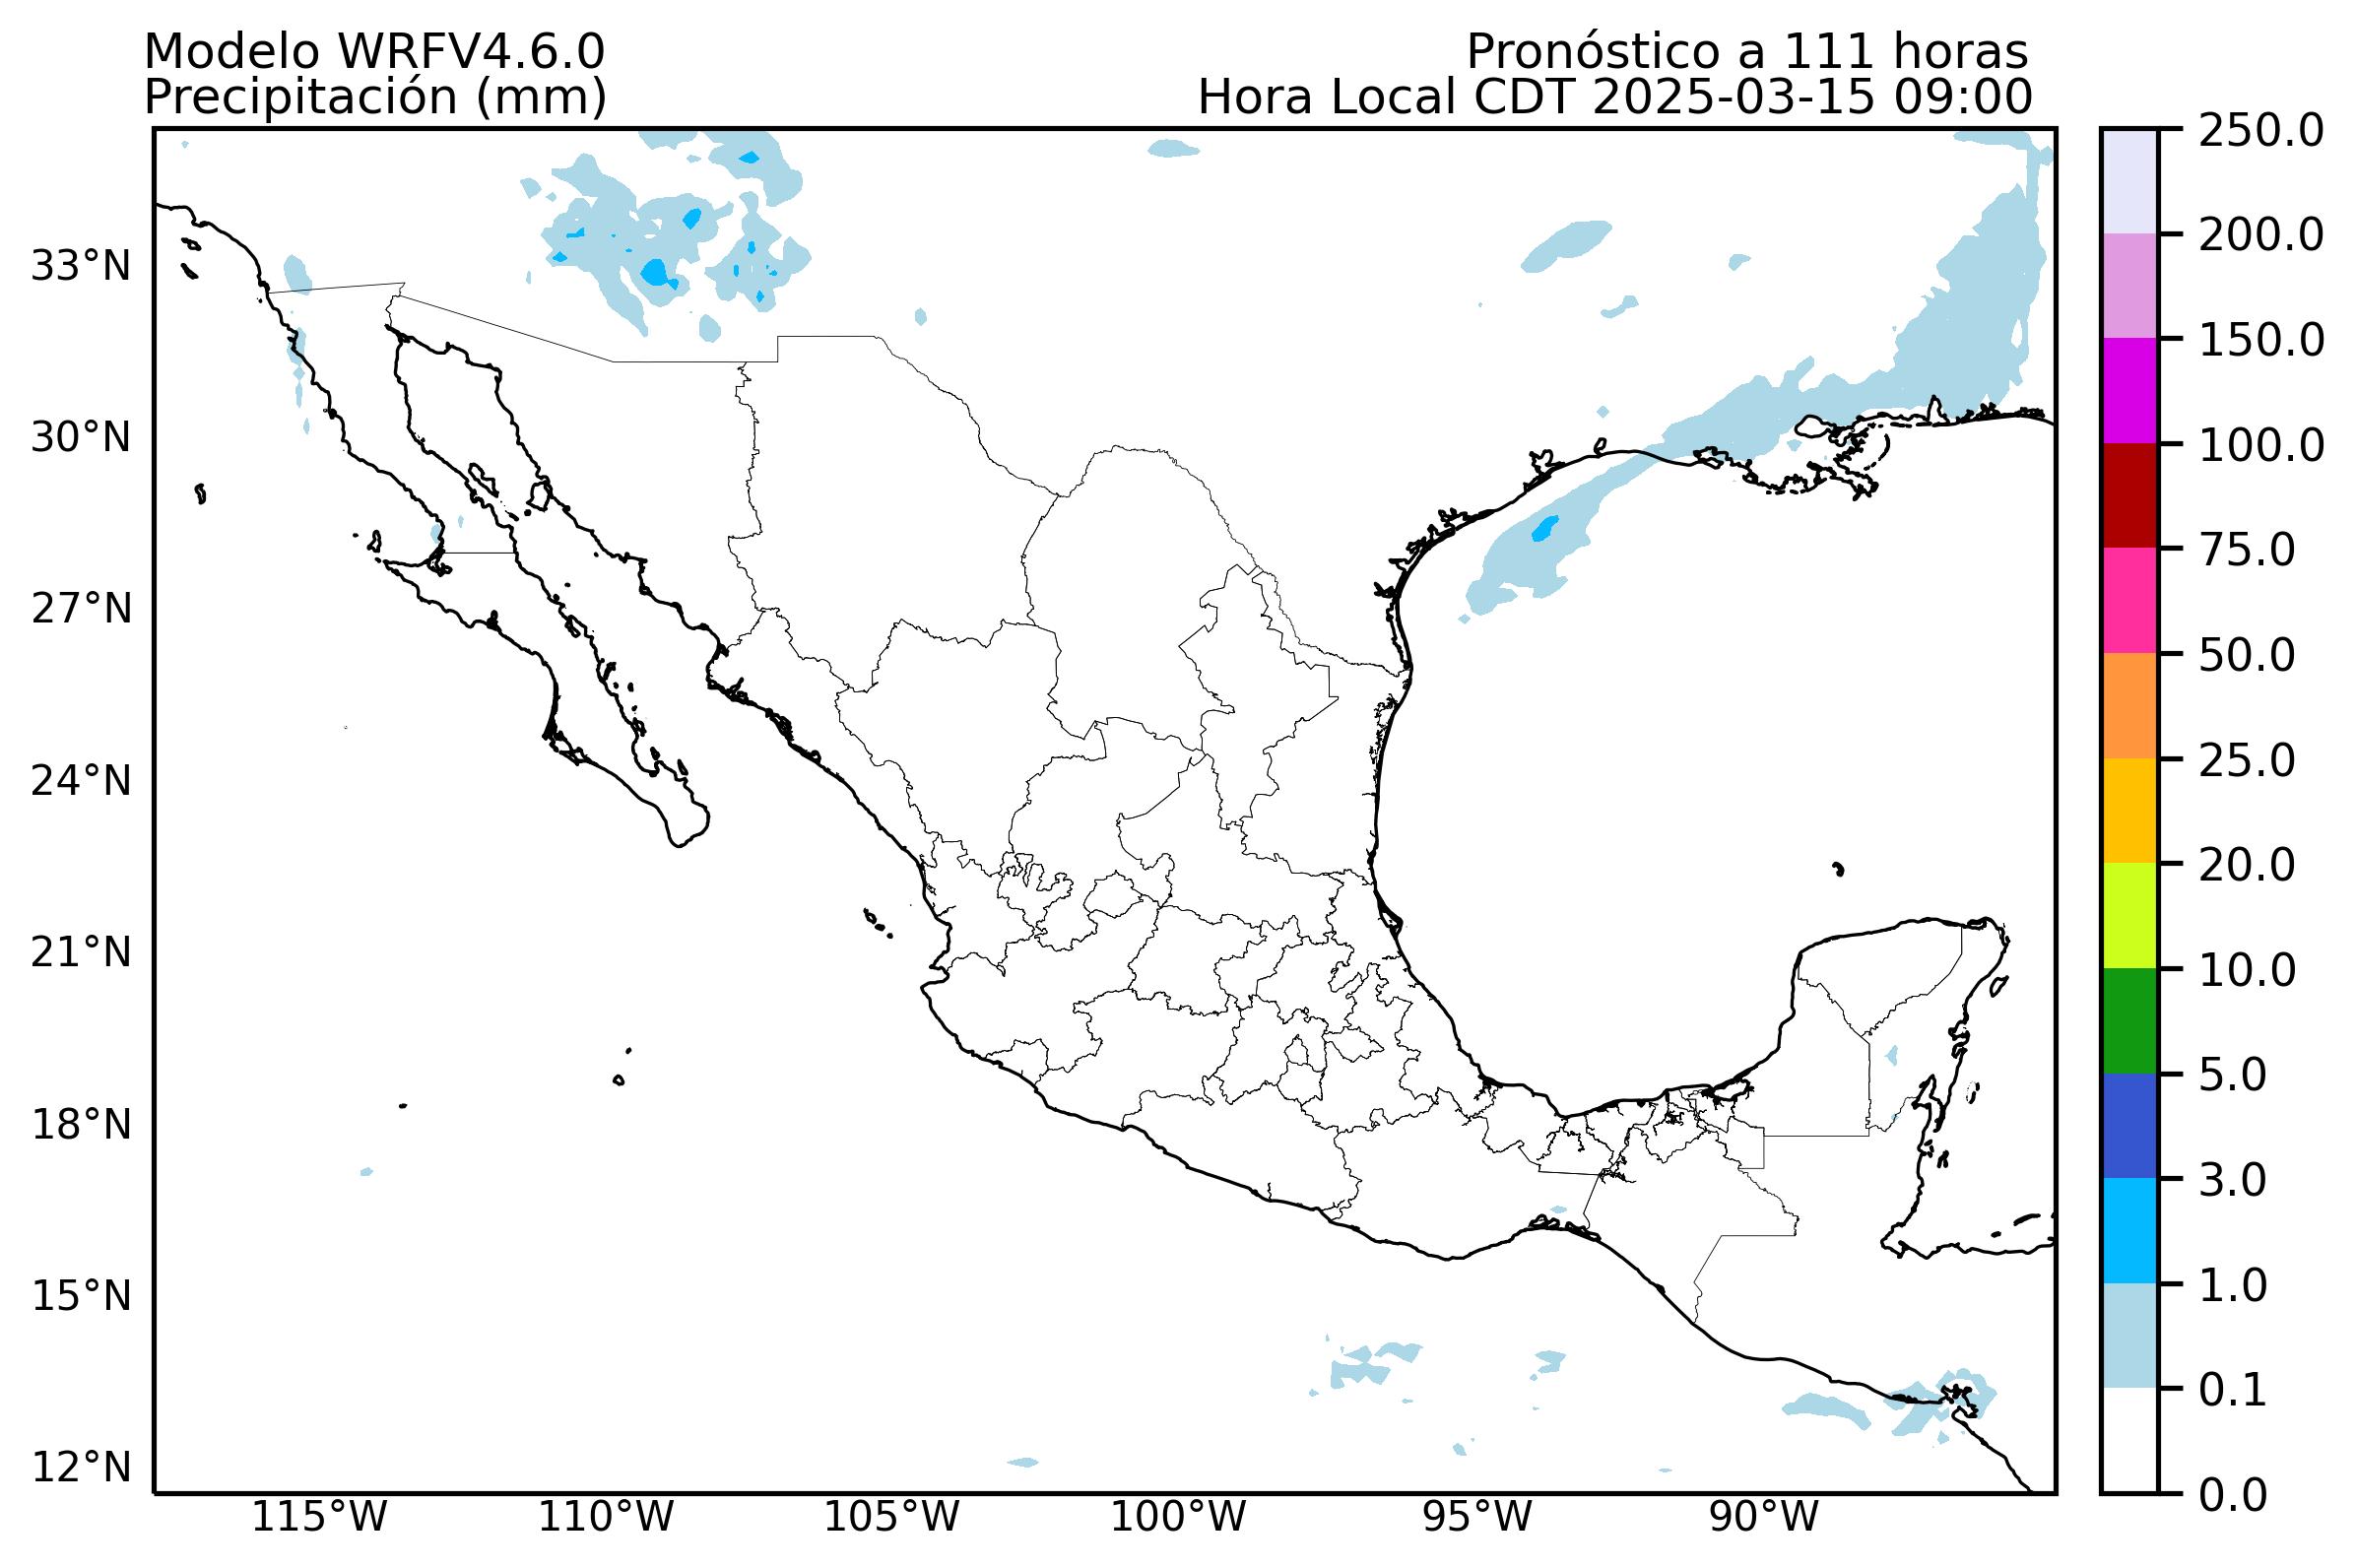 Modelo WRFV4.6.0
Pronóstico a 111 horas
Precipitación (mm)
Hora Local CDT 2025-03-15 09:00
33°N
30°N
27°N
24°N
21°N
18°N
15°N
12°N
115°W
110°W
105°W
100°W
95°W
90°W
250.0
200.0
150.0
100.0
75.0
50.0
25.0
20.0
10.0
5.0
3.0
1.0
0.1
0.0